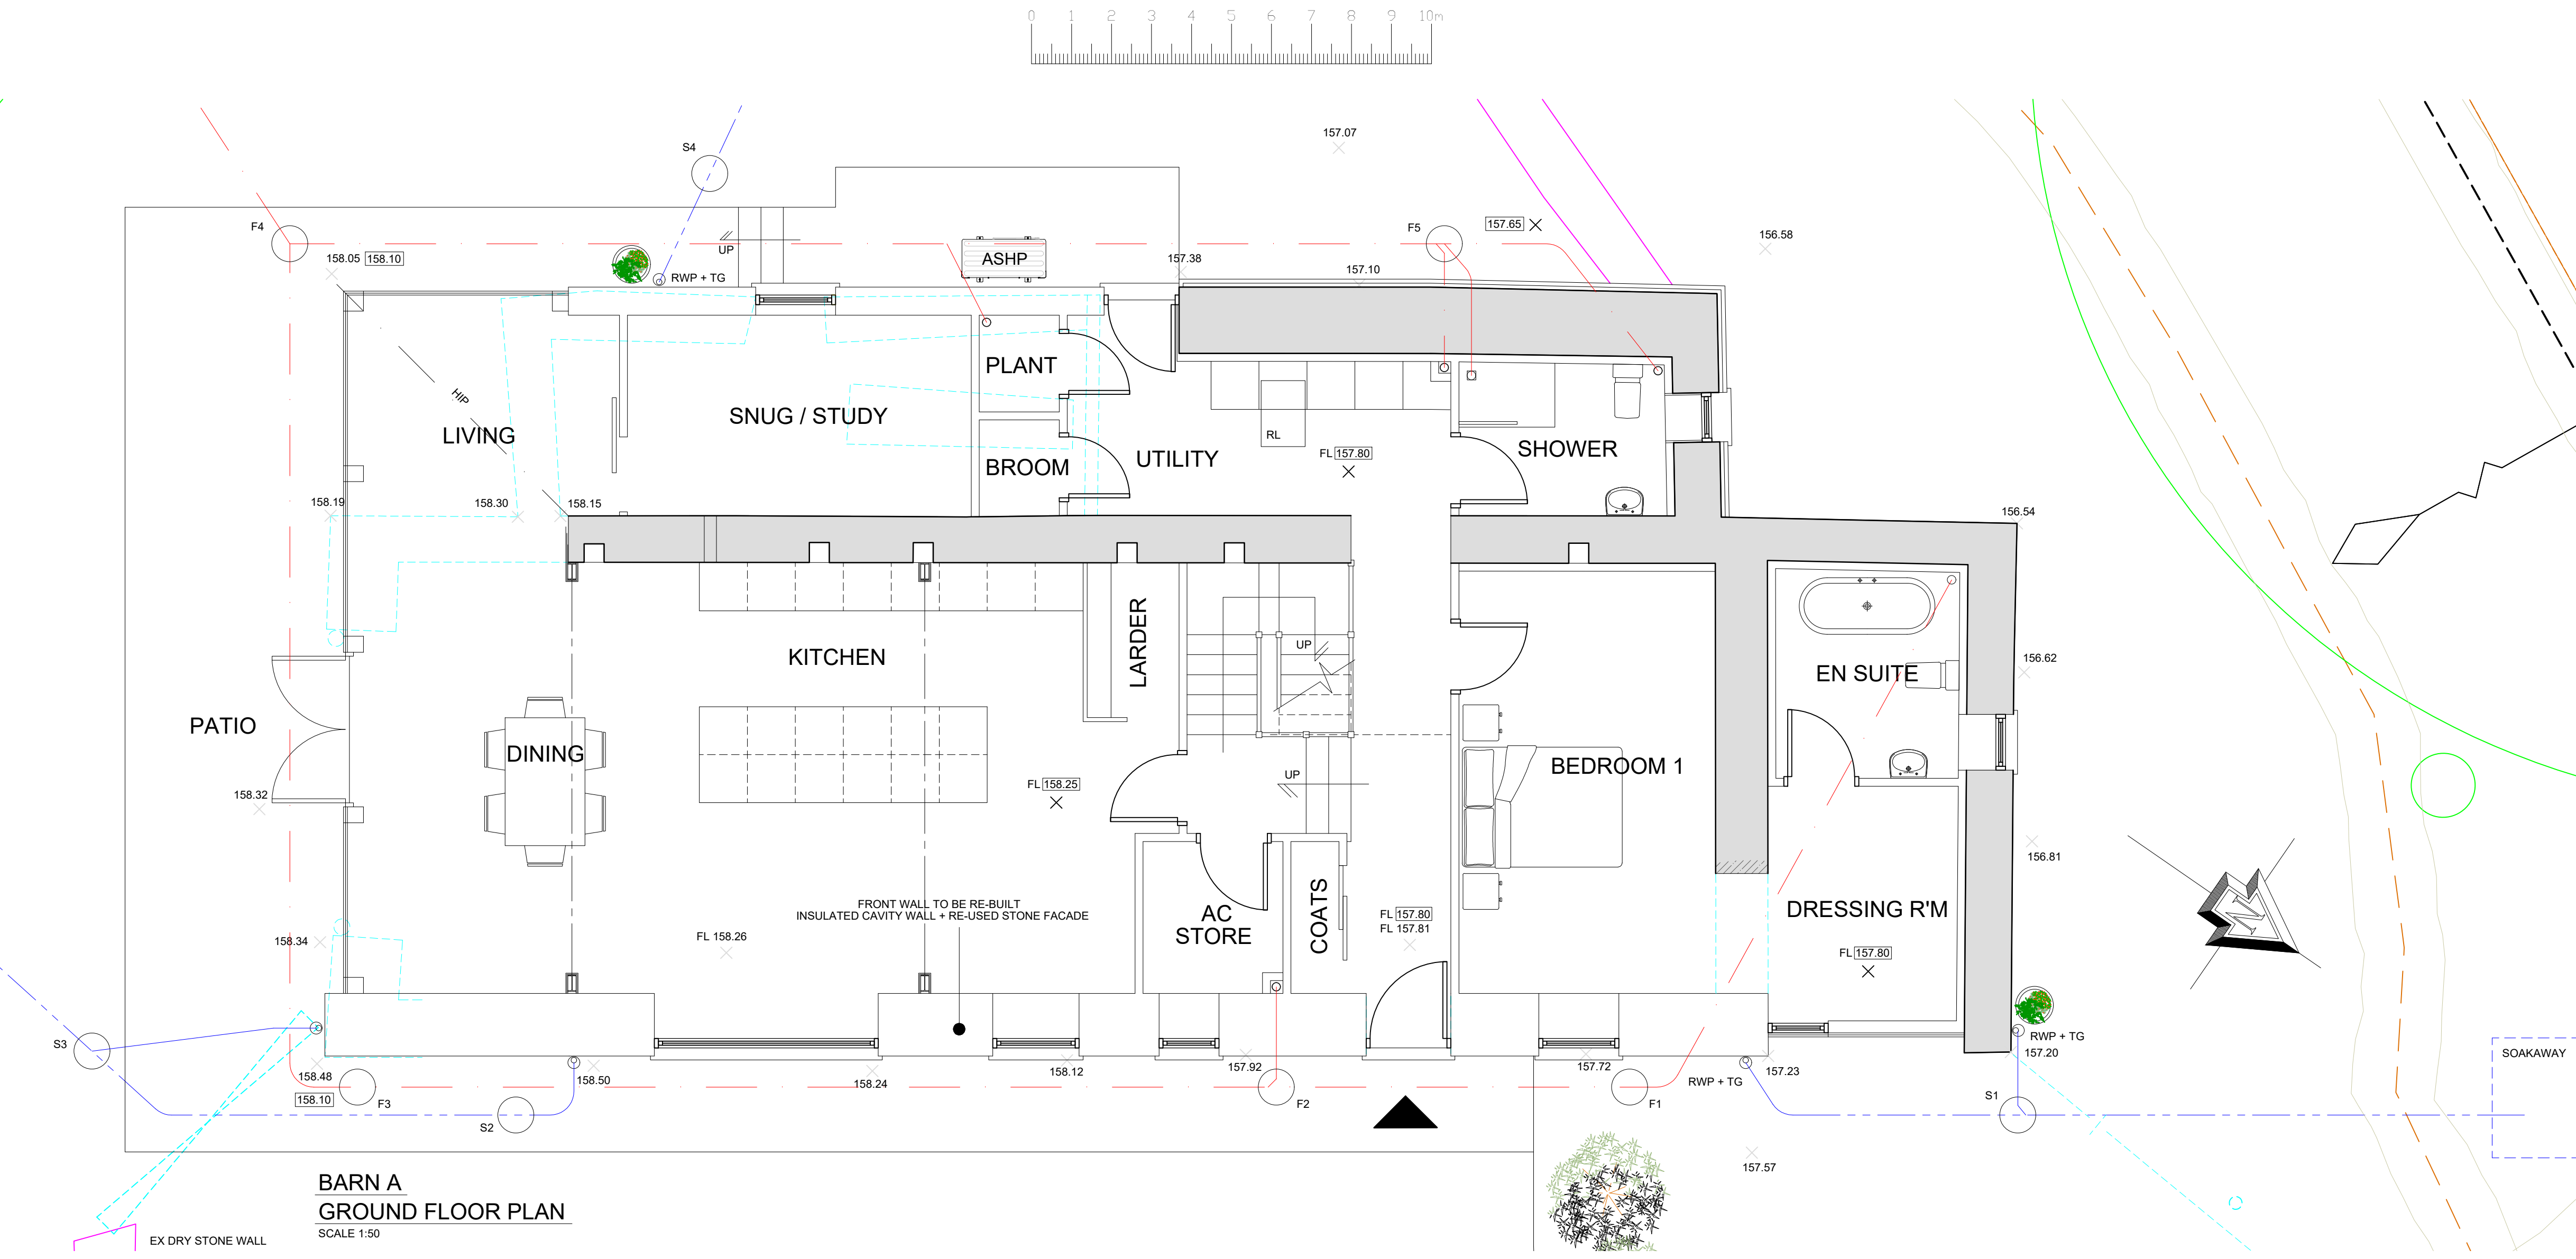 0 1 2 3 4 5 6 7 8 9 10m
157.07
S4
F4
F5
157.65
156.58
UP
ASHP
158.05 158.10
RWP + TG
157.38
157.10
PLANT
HIP
SNUG / STUDY
LIVING
RL
BROOM
UTILITY
FL 157.80
SHOWER
158.19
158.30
158.15
156.54
LARDER
UP
KITCHEN
156.62
EN SUITE
PATIO
DINING
BEDROOM 1
UP
158.32
FL 158.25
156.81
FRONT WALL TO BE RE-BUILT
INSULATED CAVITY WALL + RE-USED STONE FACADE
AC
STORE
COATS
FL 157.80
FL 157.81
DRESSING R'M
N
158.34
FL 158.26
FL 157.80
RWP + TG
S3
157.20
SOAKAWAY
158.48
158.50
158.24
158.12
157.92
157.72
157.23
RWP + TG
158.10
F3
F2
F1
S1
S2
157.57
BARN A
GROUND FLOOR PLAN
SCALE 1:50
EX DRY STONE WALL